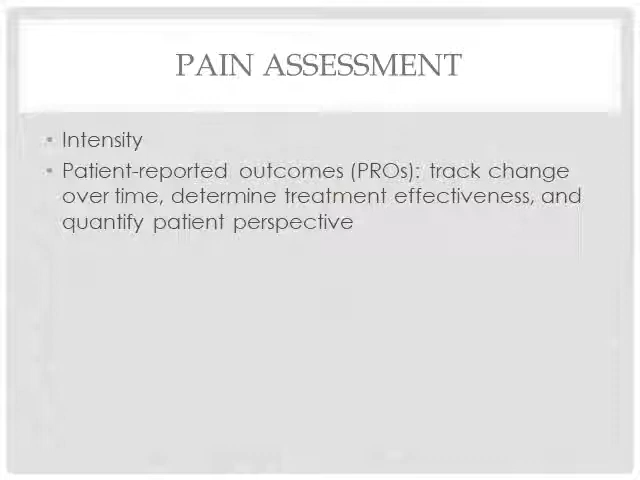 PAIN ASSESSMENT
• Intensity
• Patient-reported outcomes (PROs): track change
over time, determine treatment effectiveness, and
quantify patient perspective